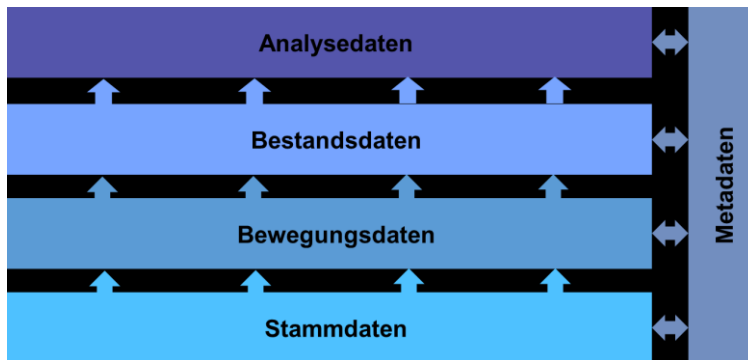 Analysedaten
Bestandsdaten
Bewegungsdaten
Stammdaten
Metadaten